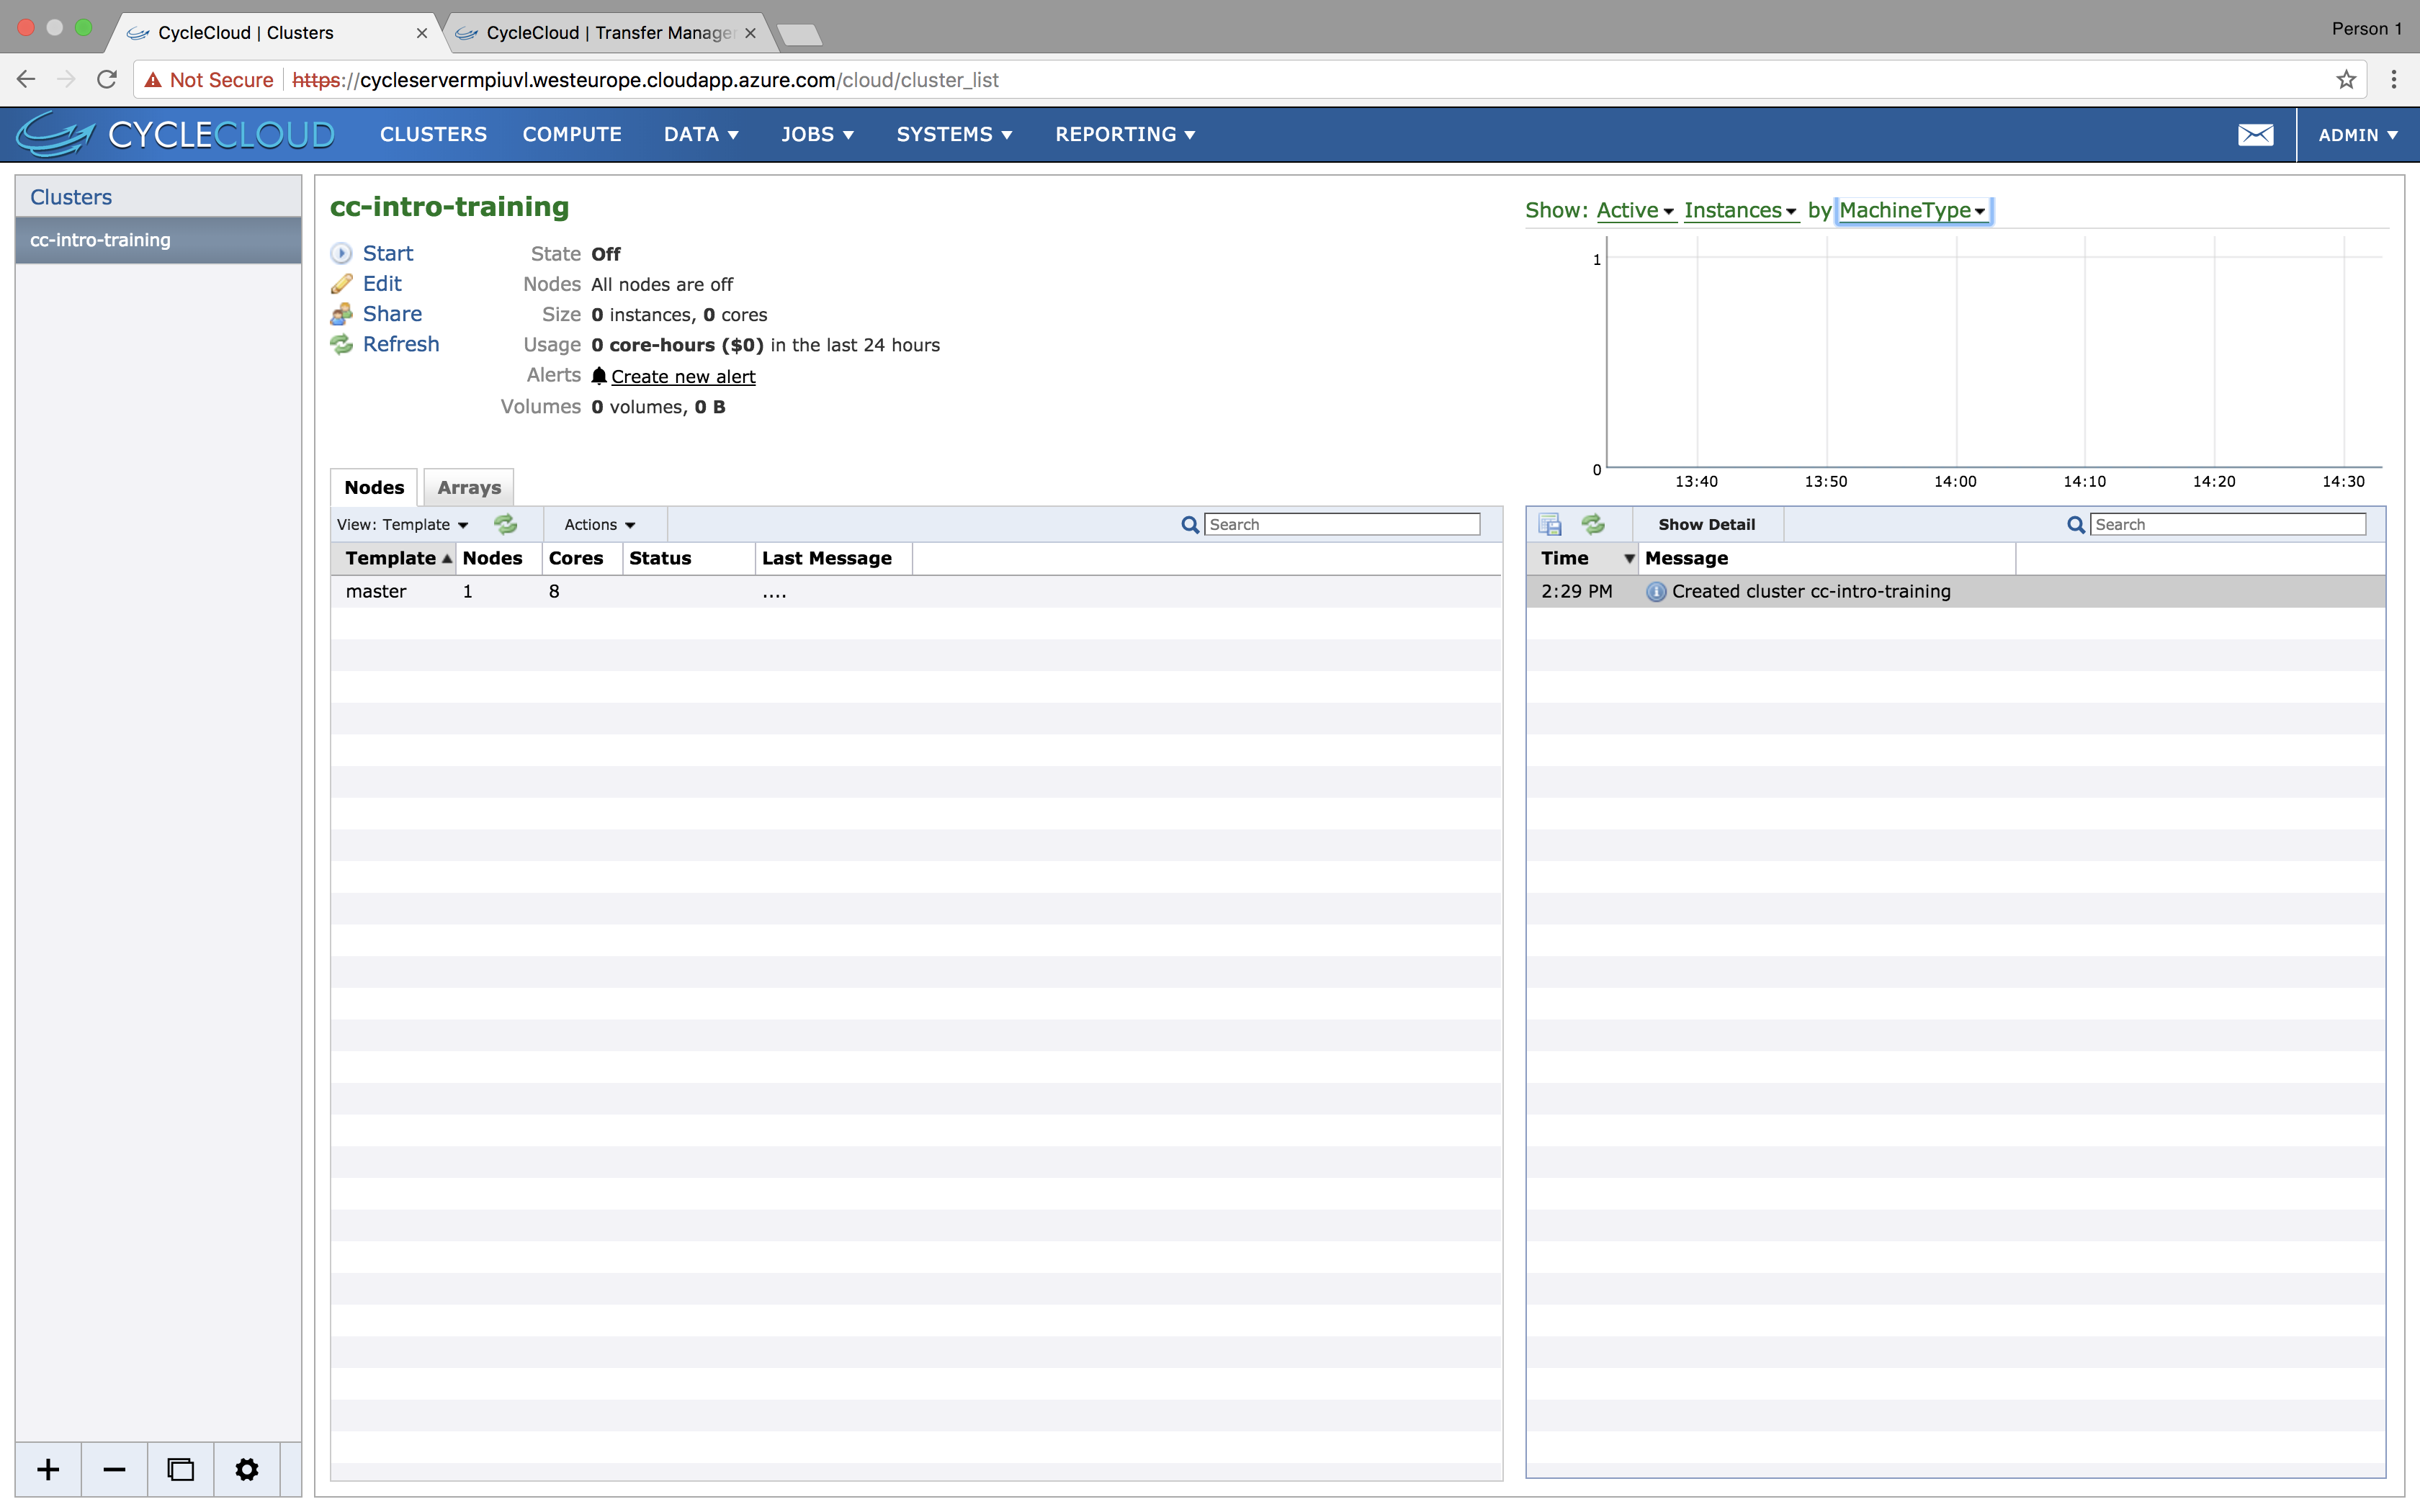 CycleCloud | Clusters
CycleCloud | Transfer Manager
Person 1
Not Secure https://cycleservermpiuvl.westeurope.cloudapp.azure.com/cloud/cluster_list
CYCLECLOUD CLUSTERS COMPUTE DATA JOBS SYSTEMS REPORTING ADMIN
Clusters
cc-intro-training
cc-intro-training
Start
Edit
Share
Refresh
State Off
Nodes All nodes are off
Size 0 instances, 0 cores
Usage 0 core-hours ($0) in the last 24 hours
Alerts Create new alert
Volumes 0 volumes, 0 B
Show: Active Instances by MachineType
1
0
13:40 13:50 14:00 14:10 14:20 14:30
Nodes Arrays
View: Template Actions Search
Template Nodes Cores Status Last Message
master 1 8 ....
Show Detail Search
Time Message
2:29 PM Created cluster cc-intro-training